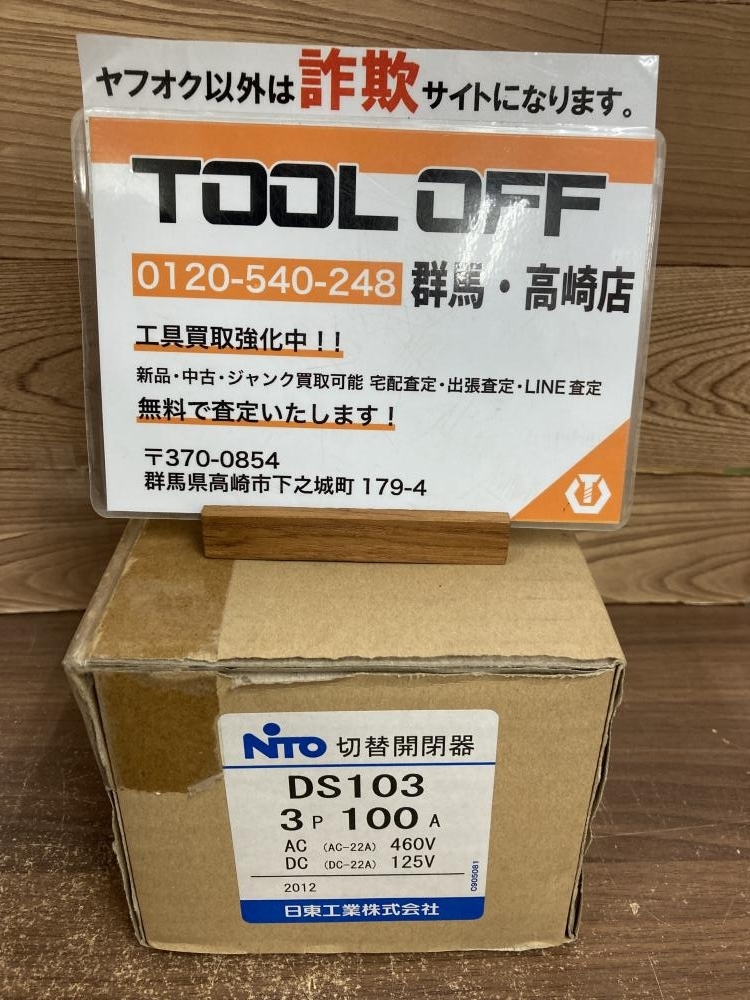 ヤフオク以外は詐欺サイトになります。
TOOL OFF
0120-540-248 群馬・高崎店
工具買取強化中！！
新品・中古・ジャンク買取可能 宅配査定・出張査定・LINE査定
無料で査定いたします！
〒370-0854
群馬県高崎市下之城町 179-4
NITO 切替開閉器
DS103
3P 100A
AC (AC-22A) 460V
DC (DC-22A) 125V
2012
C905081
日東工業株式会社